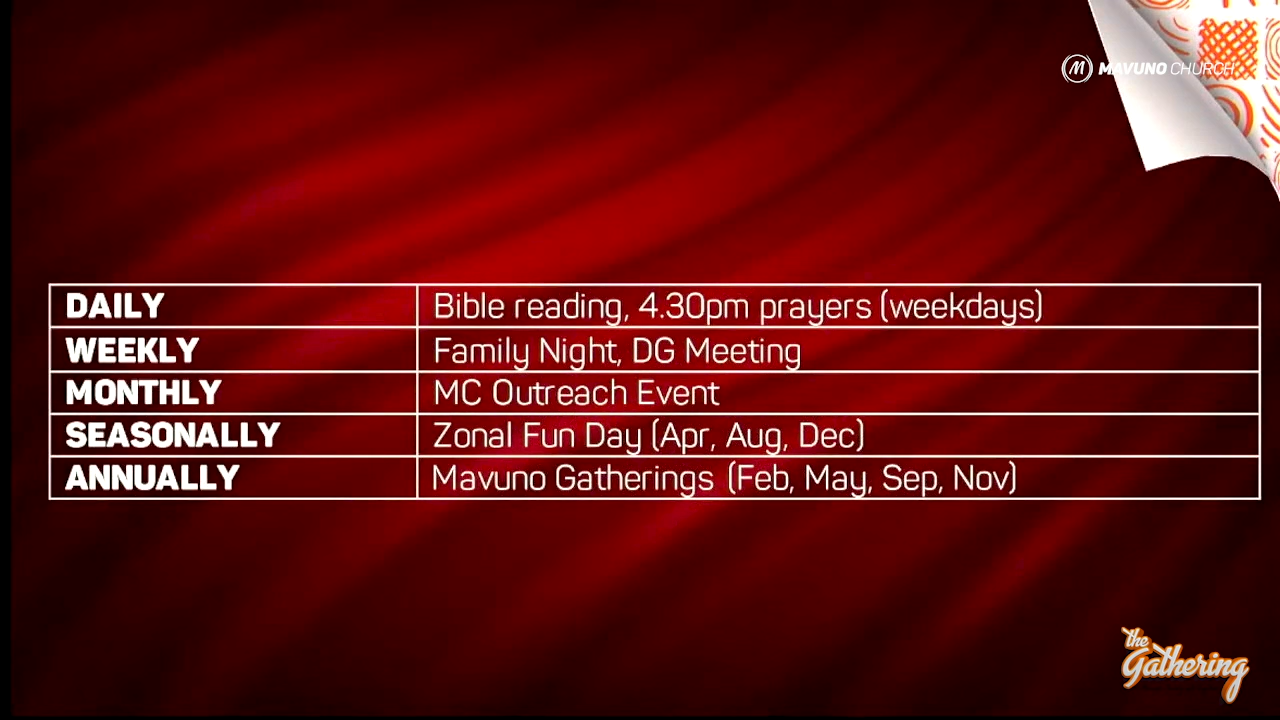 MAVUNO CHURCH
DAILY Bible reading, 4.30pm prayers (weekdays)
WEEKLY Family Night, DG Meeting
MONTHLY MC Outreach Event
SEASONALLY Zonal Fun Day (Apr, Aug, Dec)
ANNUALLY Mavuno Gatherings (Feb, May, Sep, Nov)
the
Gathering